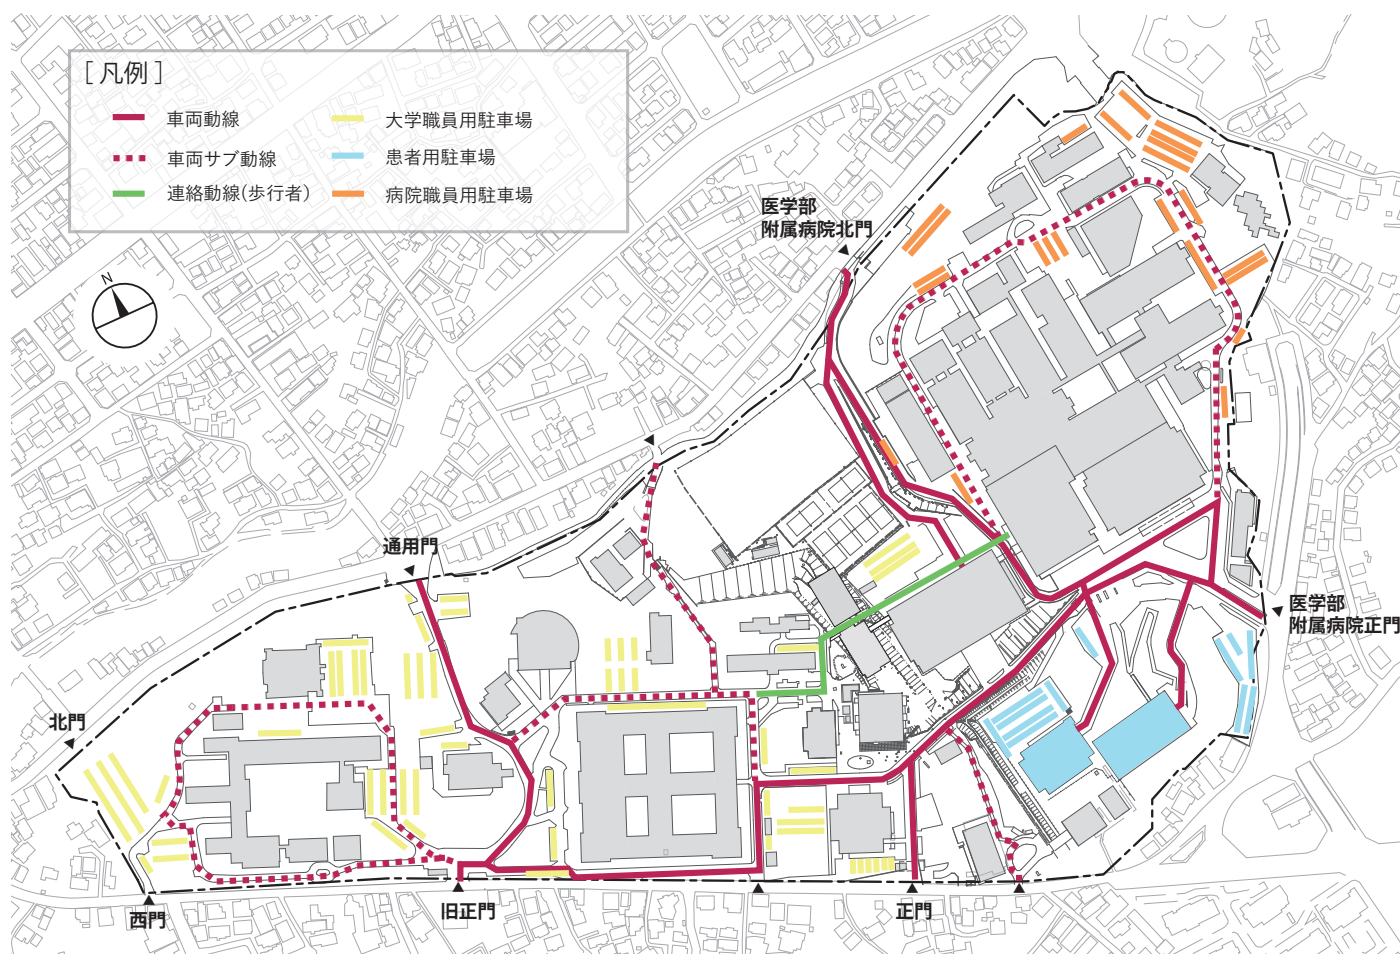 [凡例]
車両動線
車両サブ動線
連絡動線(歩行者)
大学職員用駐車場
患者用駐車場
病院職員用駐車場
N
医学部
附属病院北門
通用門
北門
医学部
附属病院正門
西門
旧正門
正門